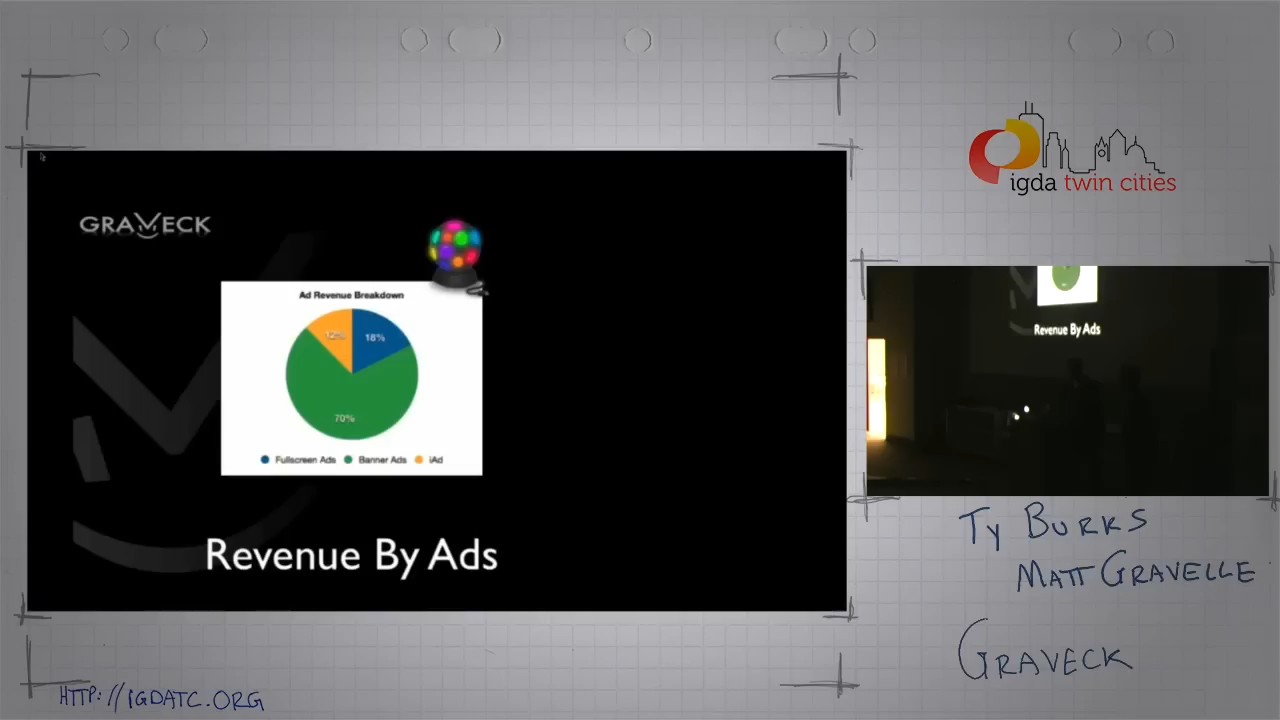 igda twin cities
GRAVECK
Ad Revenue Breakdown
12%
18%
70%
Fullscreen Ads Banner Ads iAd
Revenue By Ads
Revenue By Ads
Ty Burks
Matt Gravelle
Graveck
HTTP://IGDATC.ORG